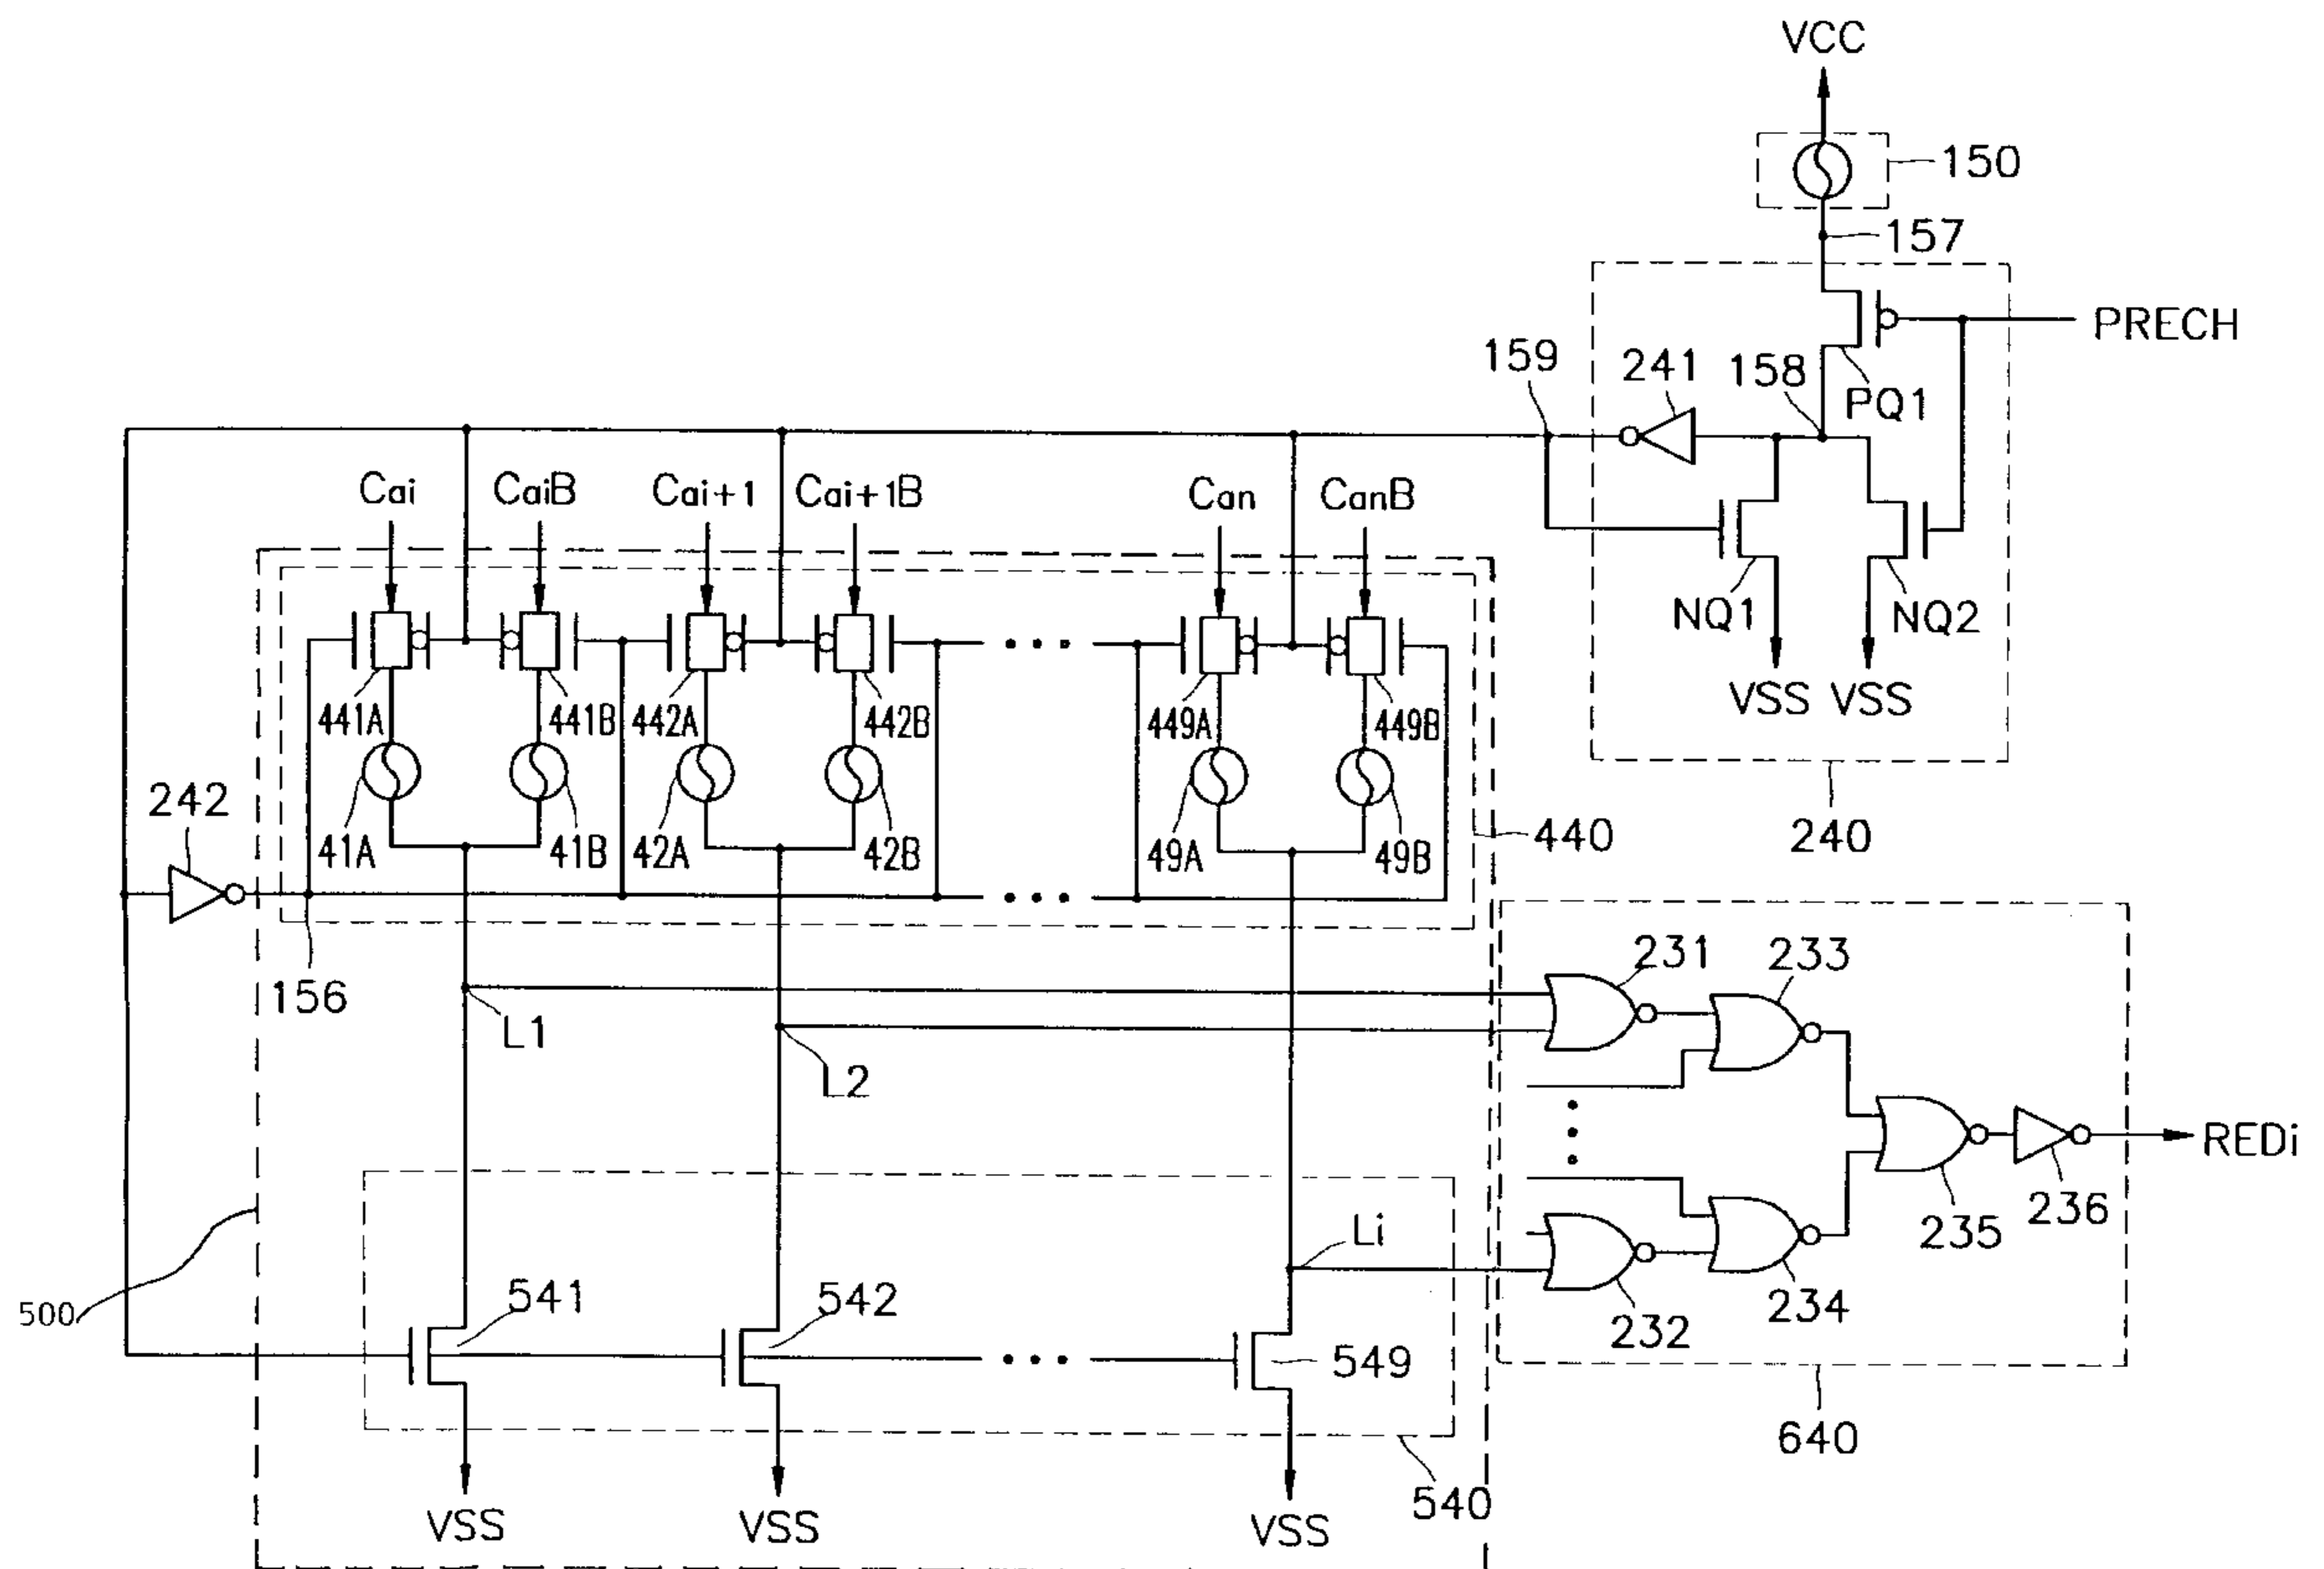 VCC
150
157
PRECH
PQ1
158
241
159
NQ1
NQ2
VSS VSS
240
Cai
CaiB
Cai+1
Cai+1B
Can
CanB
441A
441B
442A
442B
449A
449B
41A
41B
42A
42B
49A
49B
440
242
156
L1
L2
Li
231
233
232
234
235
236
REDi
640
500
541
542
549
540
VSS
VSS
VSS